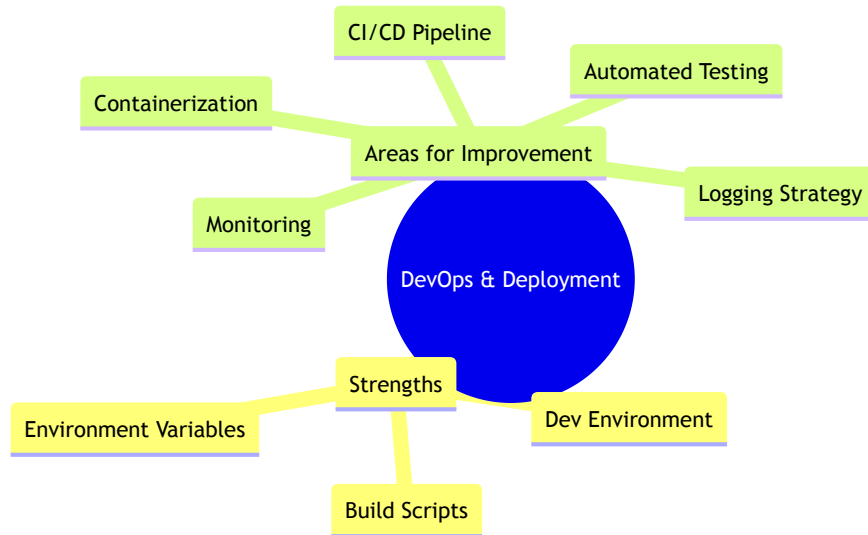 CI/CD Pipeline
Automated Testing
Containerization
Areas for Improvement
Logging Strategy
Monitoring
DevOps & Deployment
Strengths
Dev Environment
Environment Variables
Build Scripts